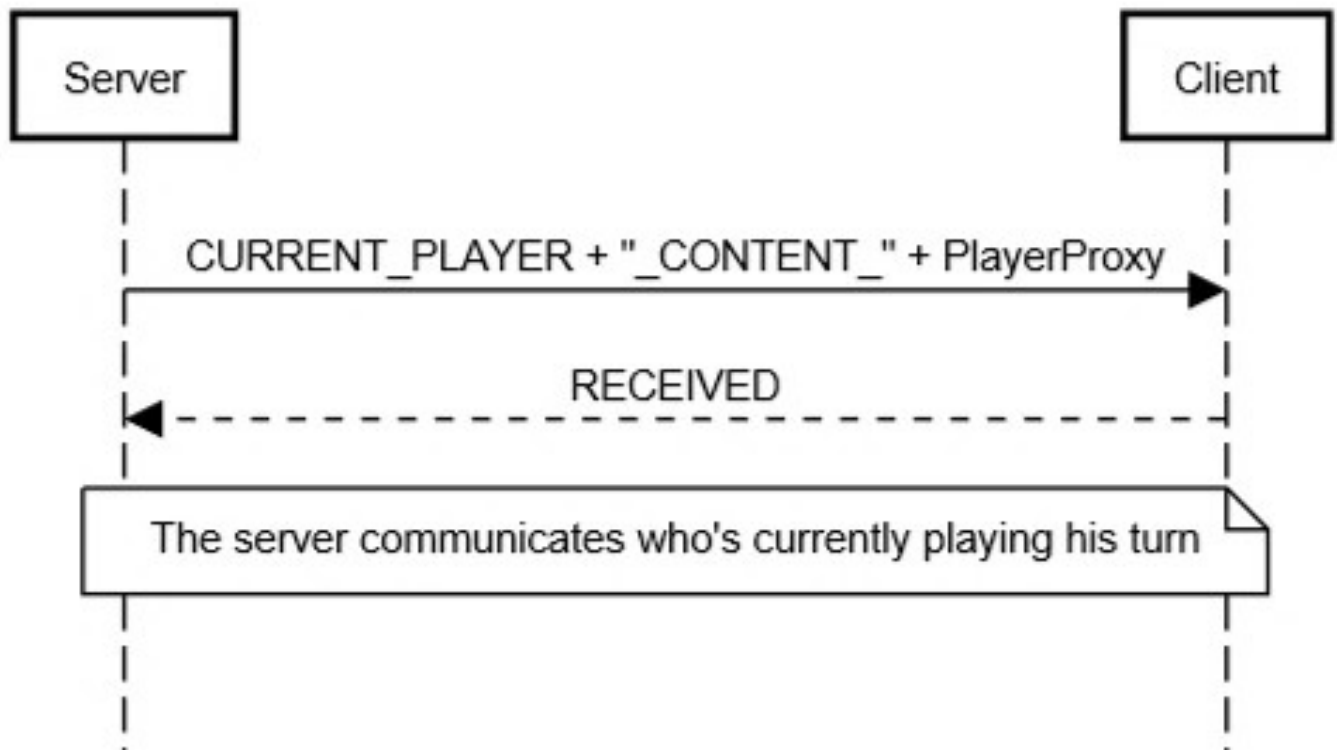 Server
Client
CURRENT_PLAYER + "_CONTENT_" + PlayerProxy
RECEIVED
The server communicates who's currently playing his turn